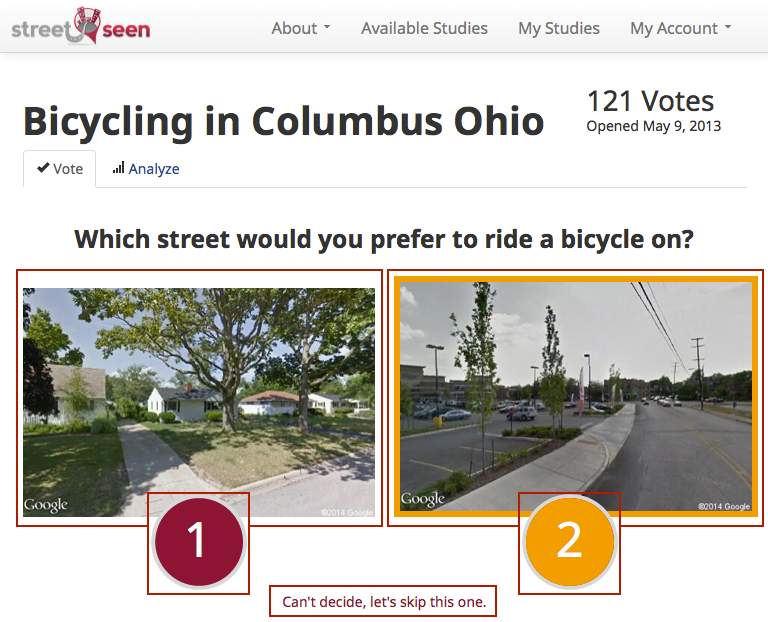 streetseen
About
Available Studies
My Studies
My Account
Bicycling in Columbus Ohio
121 Votes
Opened May 9, 2013
Vote
Analyze
Which street would you prefer to ride a bicycle on?
Google
©2014 Google
Google
©2014 Google
1
2
Can't decide, let's skip this one.